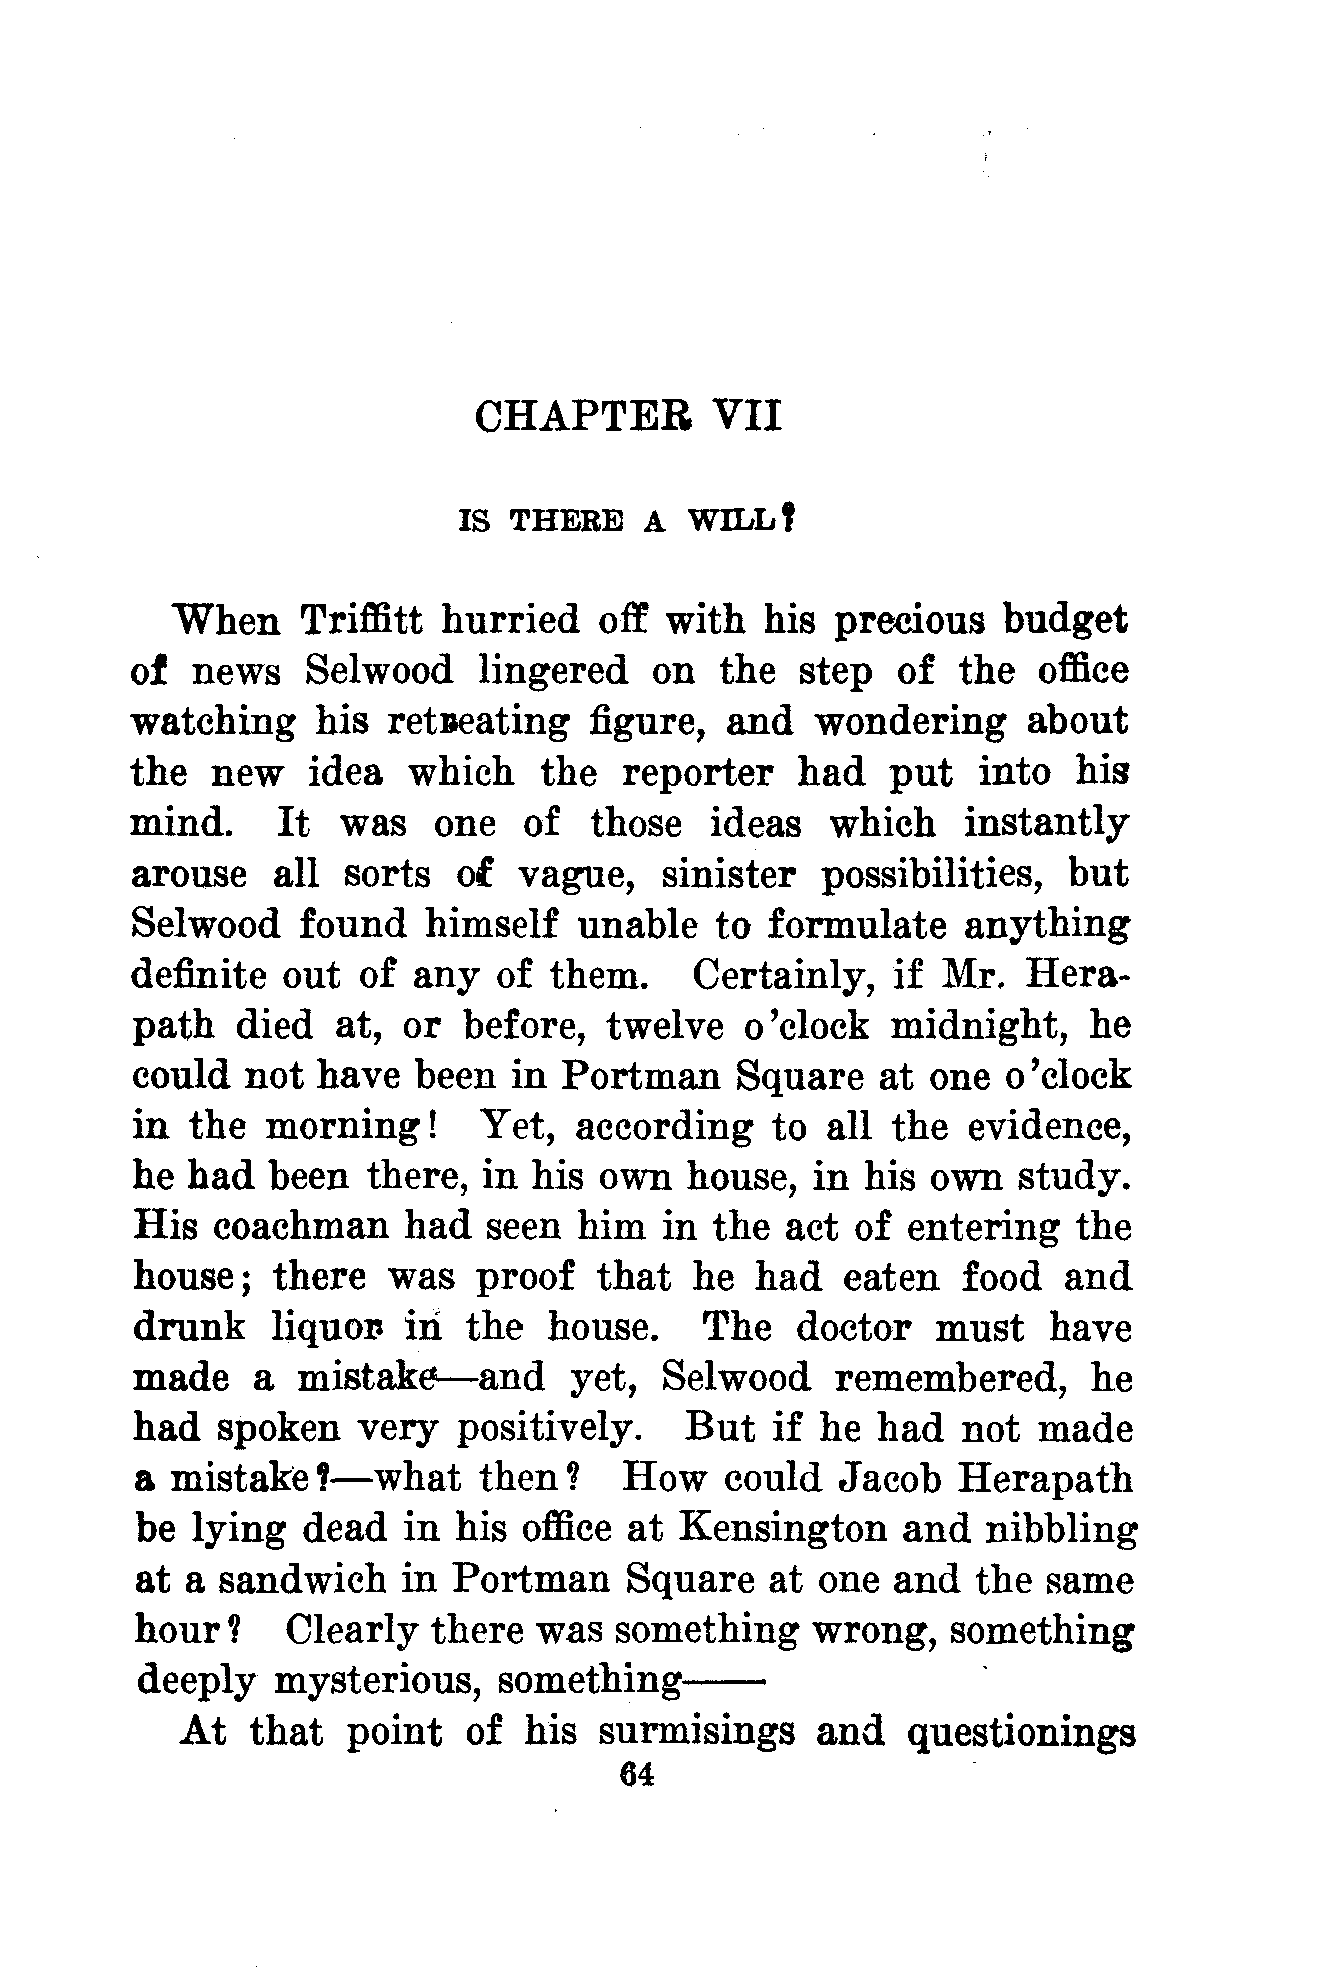 CHAPTER VII
IS THERE A WILL?
When Triffitt hurried off with his precious budget
of news Selwood lingered on the step of the office
watching his retreating figure, and wondering about
the new idea which the reporter had put into his
mind. It was one of those ideas which instantly
arouse all sorts of vague, sinister possibilities, but
Selwood found himself unable to formulate anything
definite out of any of them. Certainly, if Mr. Hera-
path died at, or before, twelve o'clock midnight, he
could not have been in Portman Square at one o'clock
in the morning! Yet, according to all the evidence,
he had been there, in his own house, in his own study.
His coachman had seen him in the act of entering the
house; there was proof that he had eaten food and
drunk liquor in the house. The doctor must have
made a mistake—and yet, Selwood remembered, he
had spoken very positively. But if he had not made
a mistake?—what then? How could Jacob Herapath
be lying dead in his office at Kensington and nibbling
at a sandwich in Portman Square at one and the same
hour? Clearly there was something wrong, something
deeply mysterious, something——
At that point of his surmisings and questionings
64